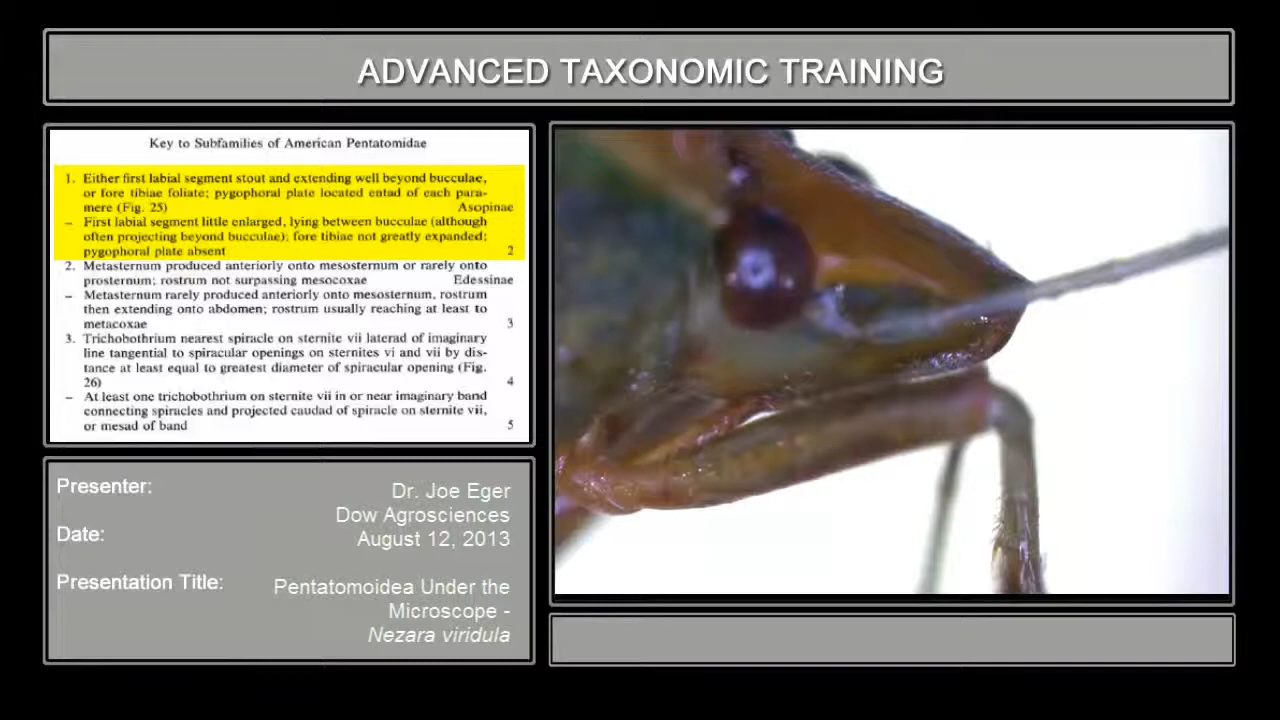 ADVANCED TAXONOMIC TRAINING
Key to Subfamilies of American Pentatomidae
1. Either first labial segment stout and extending well beyond bucculae,
or fore tibiae foliate; pygophoral plate located entad of each para-
mere (Fig. 25) Asopinae
– First labial segment little enlarged, lying between bucculae (although
often projecting beyond bucculae); fore tibiae not greatly expanded;
pygophoral plate absent 2
2. Metasternum produced anteriorly onto mesosternum or rarely onto
prosternum; rostrum not surpassing mesocoxae Edessinae
– Metasternum rarely produced anteriorly onto mesosternum, rostrum
then extending onto abdomen; rostrum usually reaching at least to
metacoxae 3
3. Trichobothrium nearest spiracle on sternite vii laterad of imaginary
line tangential to spiracular openings on sternites vi and vii by dis-
tance at least equal to greatest diameter of spiracular opening (Fig.
26) 4
– At least one trichobothrium on sternite vii in or near imaginary band
connecting spiracles and projected caudad of spiracle on sternite vii,
or mesad of band 5
Presenter: Dr. Joe Eger
Dow Agrosciences
Date: August 12, 2013
Presentation Title: Pentatomoidea Under the
Microscope -
Nezara viridula